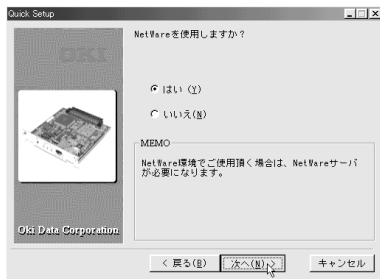 Quick Setup
OKI
NetWareを使用しますか？
はい (Y)
いいえ(N)
MEMO
NetWare環境でご使用頂く場合は、NetWareサーバ
が必要になります。
Oki Data Corporation
< 戻る(B)
次へ(N) >
キャンセル